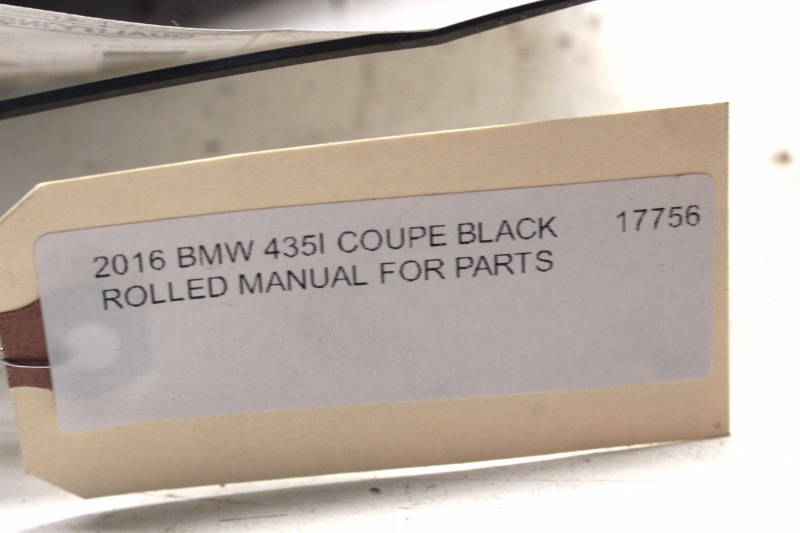 2016 BMW 435I COUPE BLACK 17756
ROLLED MANUAL FOR PARTS